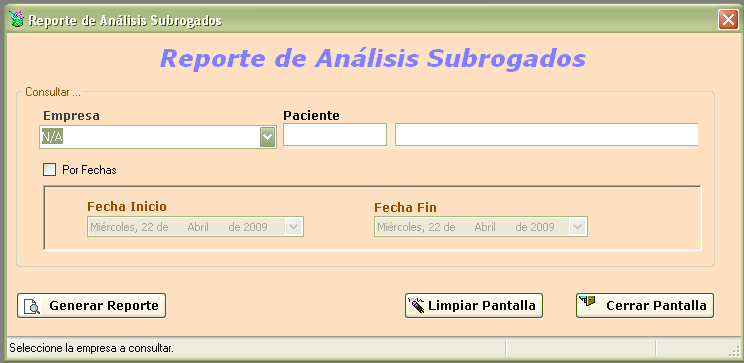 Reporte de Análisis Subrogados
Reporte de Análisis Subrogados
Consultar ...
Empresa Paciente
N/A
Por Fechas
Fecha Inicio Fecha Fin
Miércoles, 22 de Abril de 2009 Miércoles, 22 de Abril de 2009
Generar Reporte Limpiar Pantalla Cerrar Pantalla
Seleccione la empresa a consultar.